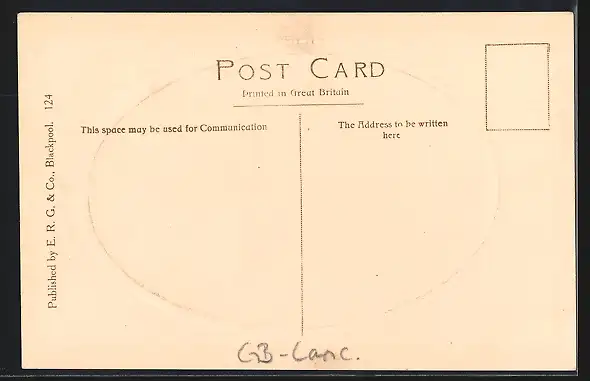 POST CARD
Printed in Great Britain
This space may be used for Communication
The Address to be written
here
Published by E. R. G. & Co., Blackpool. 124
GB-Lanc.